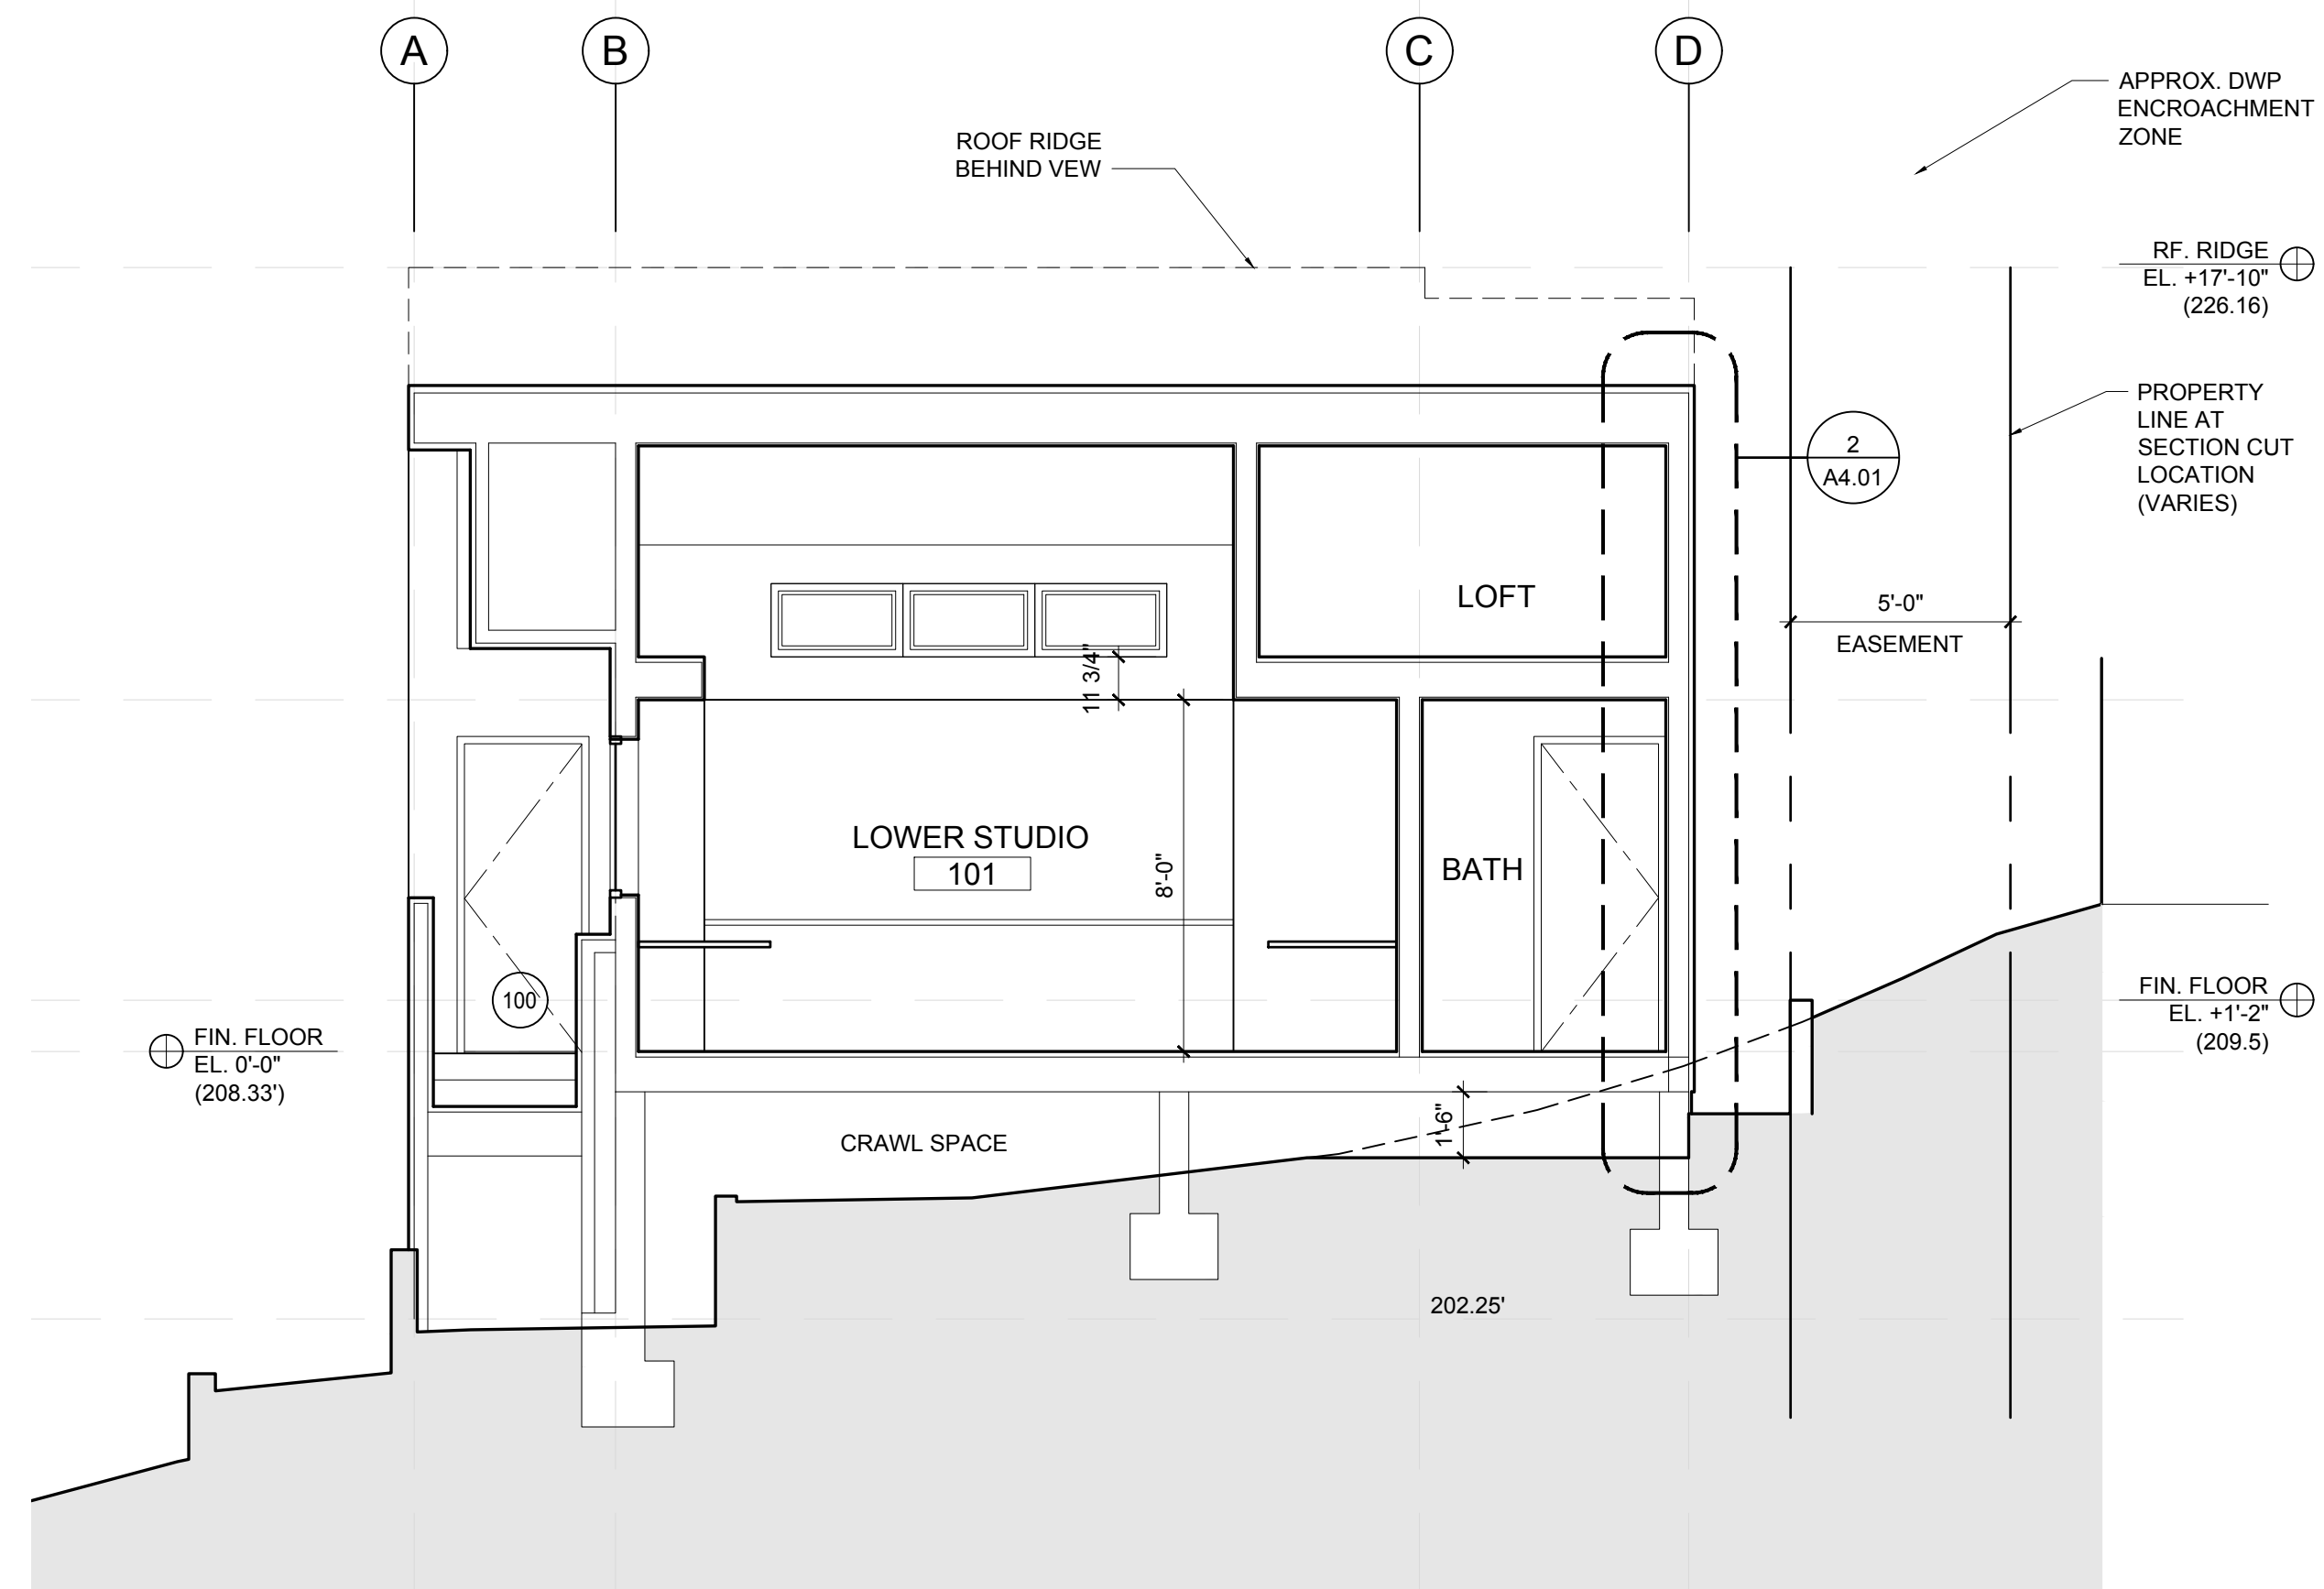 A
B
C
D
APPROX. DWP
ENCROACHMENT
ZONE
ROOF RIDGE
BEHIND VEW
RF. RIDGE
EL. +17'-10"
(226.16)
PROPERTY
LINE AT
SECTION CUT
LOCATION
(VARIES)
2
A4.01
LOFT
5'-0"
EASEMENT
11 3/4"
LOWER STUDIO
101
8'-0"
BATH
100
FIN. FLOOR
EL. +1'-2"
(209.5)
FIN. FLOOR
EL. 0'-0"
(208.33')
CRAWL SPACE
1'-6"
202.25'